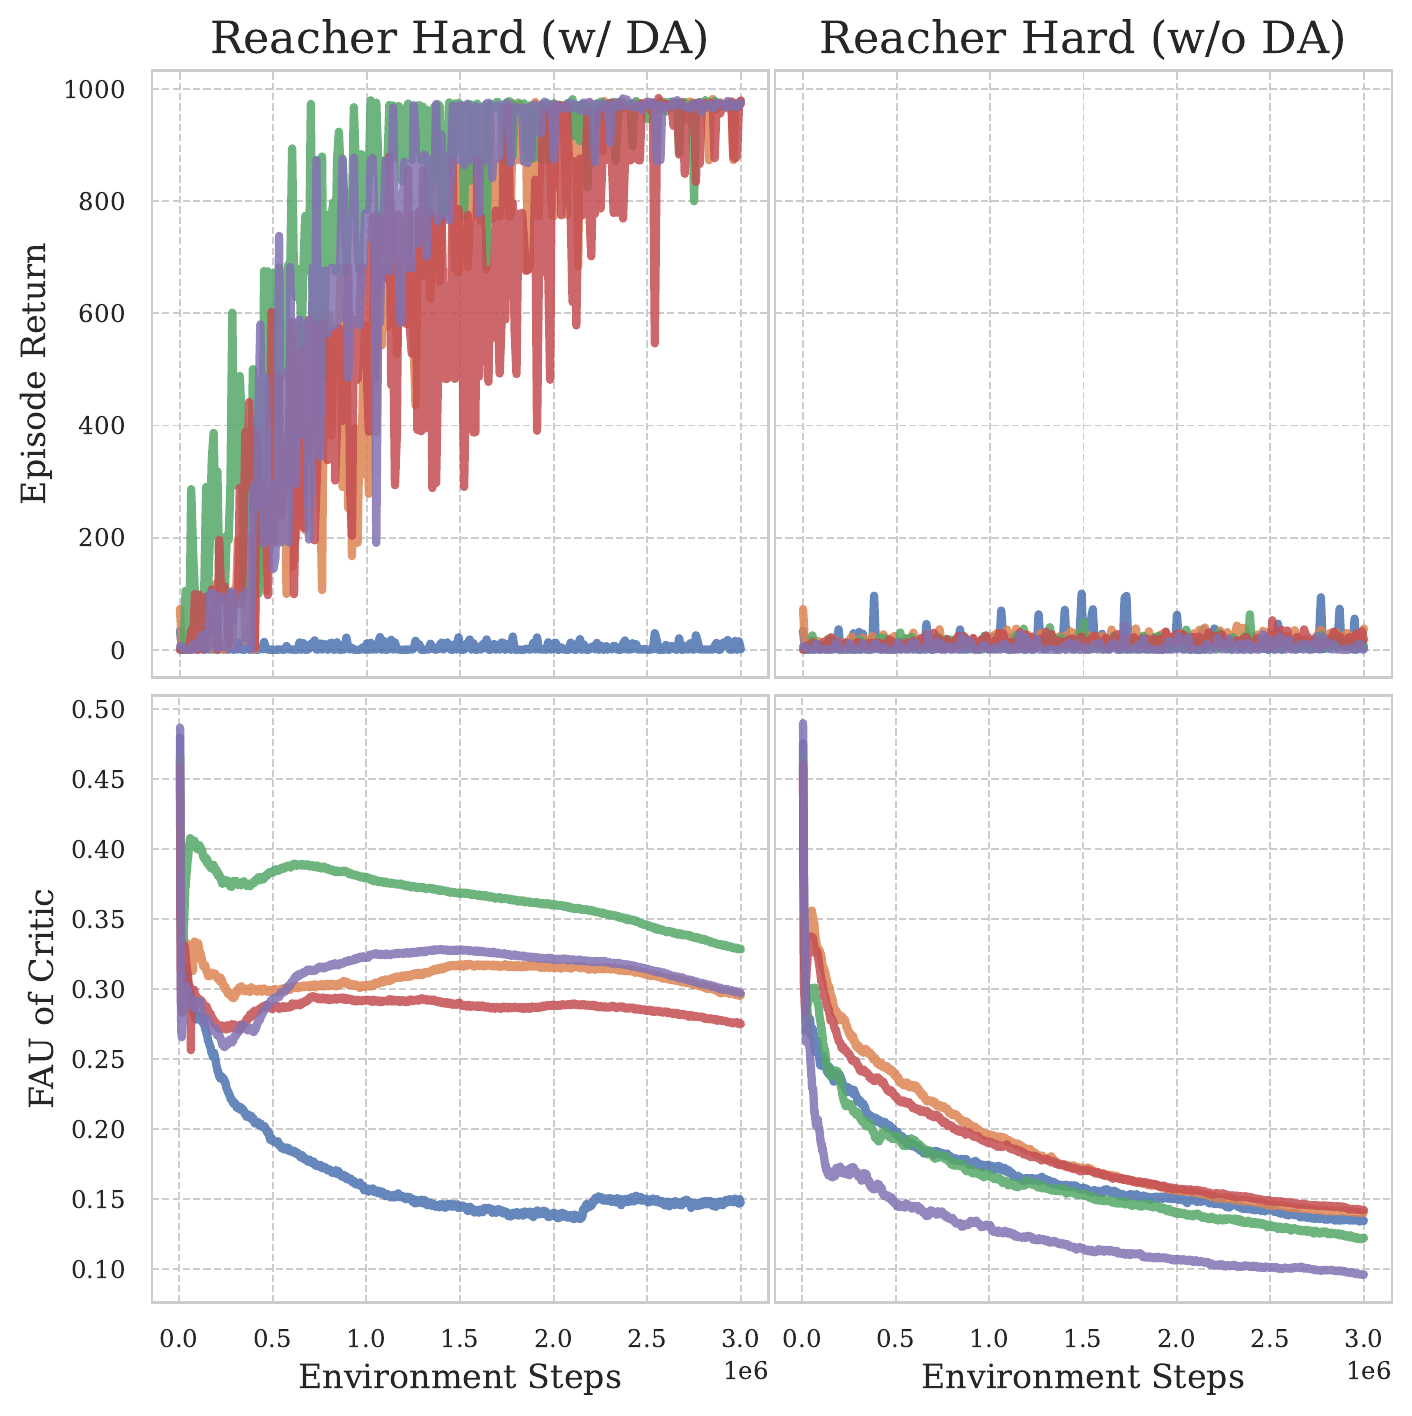 Reacher Hard (w/ DA)
Reacher Hard (w/o DA)
Episode Return
1000
800
600
400
200
0
FAU of Critic
0.50
0.45
0.40
0.35
0.30
0.25
0.20
0.15
0.10
0.0 0.5 1.0 1.5 2.0 2.5 3.0
1e6
Environment Steps
0.0 0.5 1.0 1.5 2.0 2.5 3.0
1e6
Environment Steps